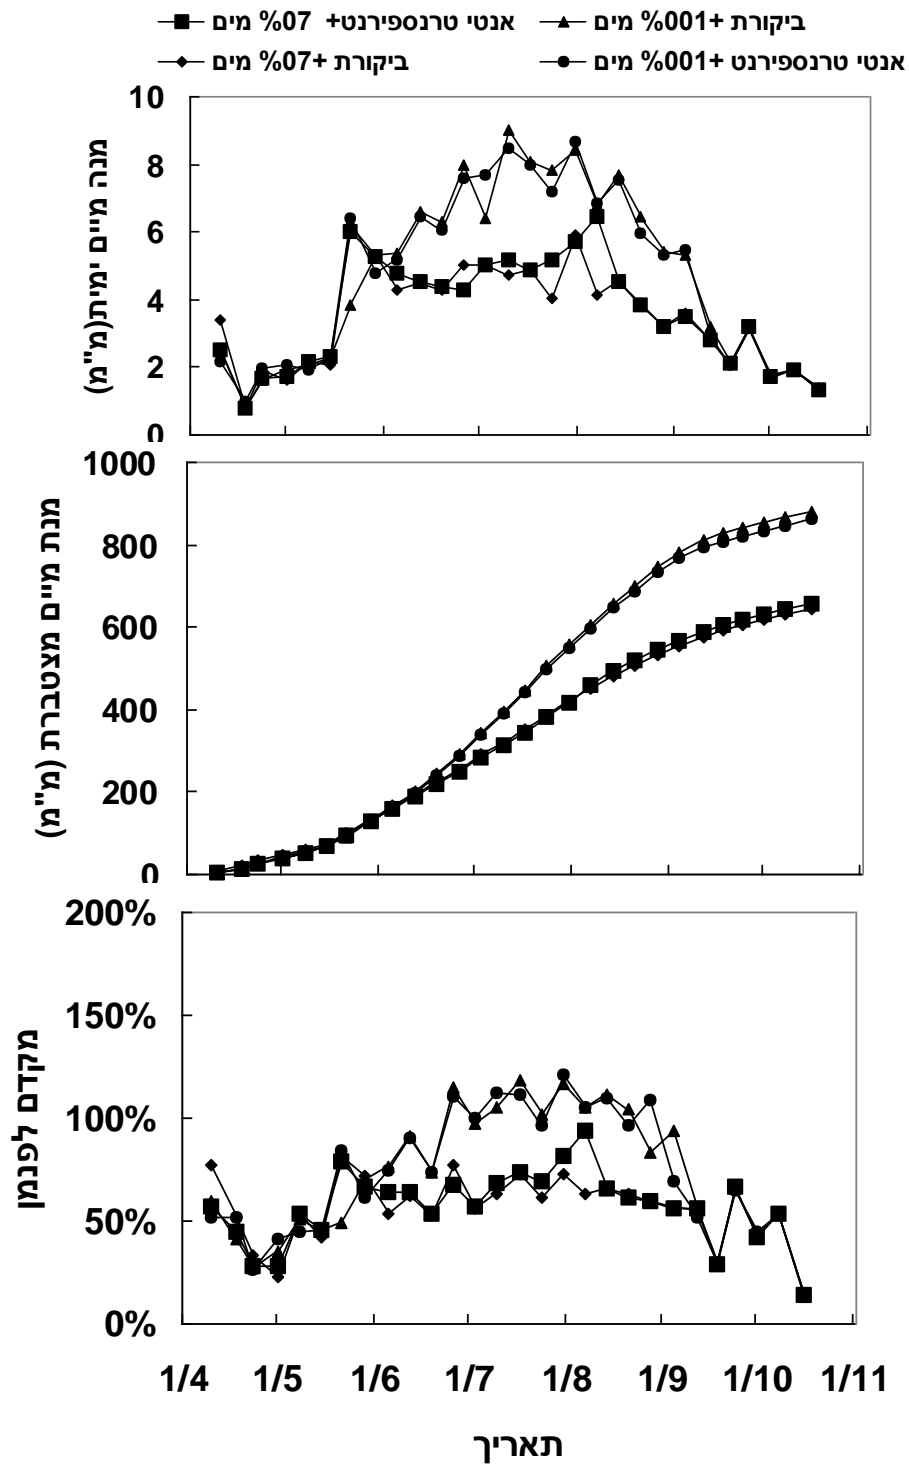 אנטי טרנספירנט+ %07 מים
ביקורת +%001 מים
ביקורת +%07 מים
אנטי טרנספירנט +%001 מים
מנה מיים ימית(מ"מ)
10
8
6
4
2
0
מנת מיים מצטברת (מ"מ)
1000
800
600
400
200
0
מקדם לפנמן
200%
150%
100%
50%
0%
1/4 1/5 1/6 1/7 1/8 1/9 1/10 1/11
תאריך